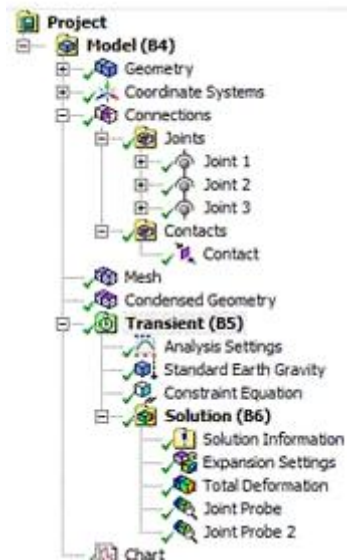 Project
Model (B4)
Geometry
Coordinate Systems
Connections
Joints
Joint 1
Joint 2
Joint 3
Contacts
Contact
Mesh
Condensed Geometry
Transient (B5)
Analysis Settings
Standard Earth Gravity
Constraint Equation
Solution (B6)
Solution Information
Expansion Settings
Total Deformation
Joint Probe
Joint Probe 2
Chart